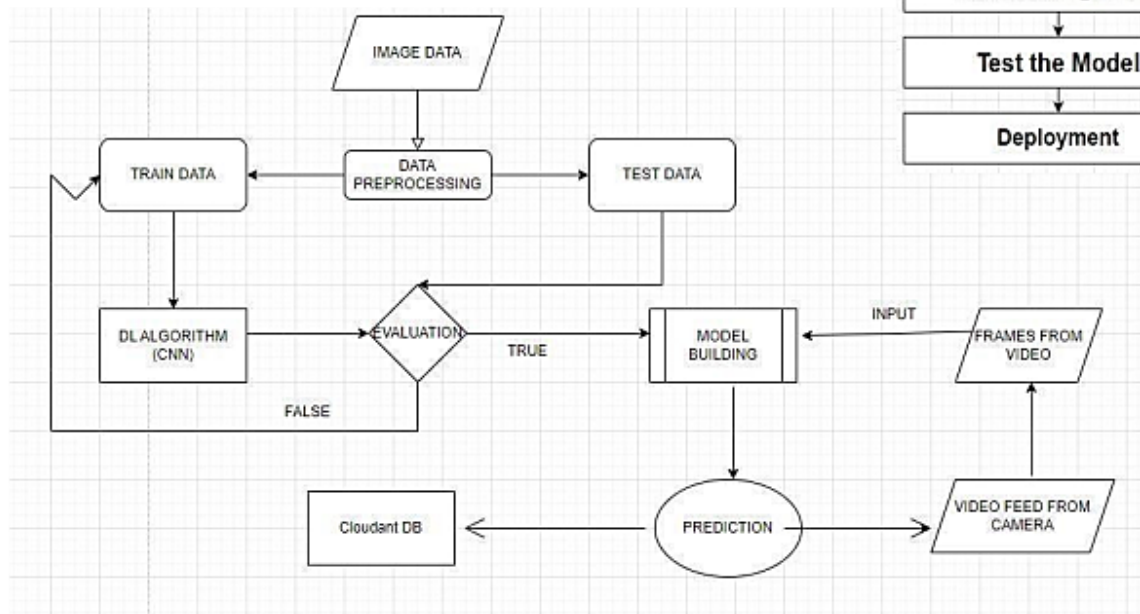 IMAGE DATA
Test the Model
Deployment
TRAIN DATA
DATA
PREPROCESSING
TEST DATA
DL ALGORITHM
(CNN)
EVALUATION
TRUE
FALSE
MODEL
BUILDING
INPUT
FRAMES FROM
VIDEO
Cloudant DB
PREDICTION
VIDEO FEED FROM
CAMERA